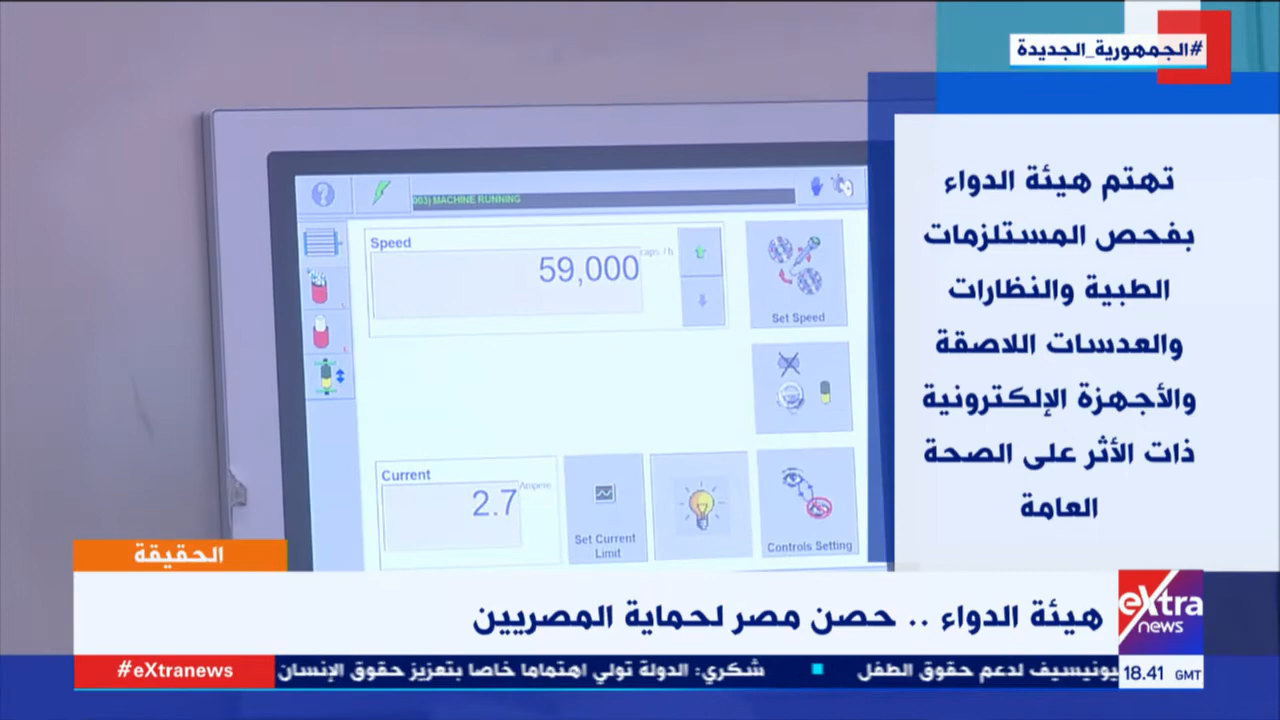 #الجمهورية_الجديدة
تهتم هيئة الدواء
بفحص المستلزمات
الطبية والنظارات
والعدسات اللاصقة
والأجهزة الإلكترونية
ذات الأثر على الصحة
العامة
003) MACHINE RUNNING
Speed
59,000
caps. / h
Set Speed
Current
2.7
Ampere
Set Current
Limit
Controls Setting
الحقيقة
هيئة الدواء .. حصن مصر لحماية المصريين
eXtra
news
يونيسيف لدعم حقوق الطفل
شكري: الدولة تولي اهتماما خاصا بتعزيز حقوق الإنسان
#eXtranews
18.41 GMT